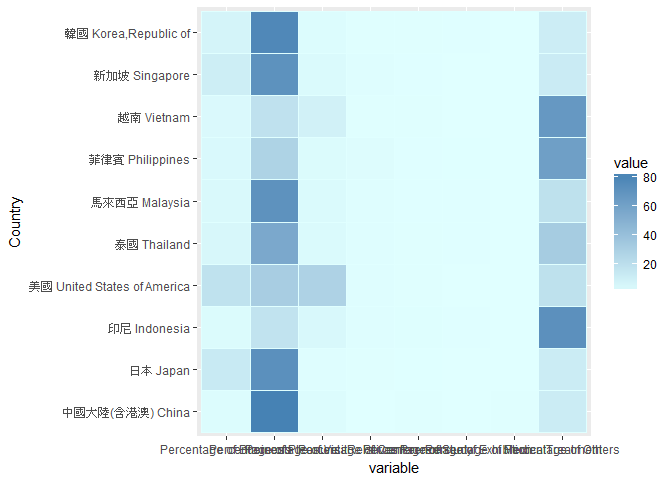 韓國 Korea,Republic of
新加坡 Singapore
越南 Vietnam
菲律賓 Philippines
馬來西亞 Malaysia
泰國 Thailand
美國 United States of America
印尼 Indonesia
日本 Japan
中國大陸(含港澳) China
Country
Percentage of
variable
value
80
60
40
20